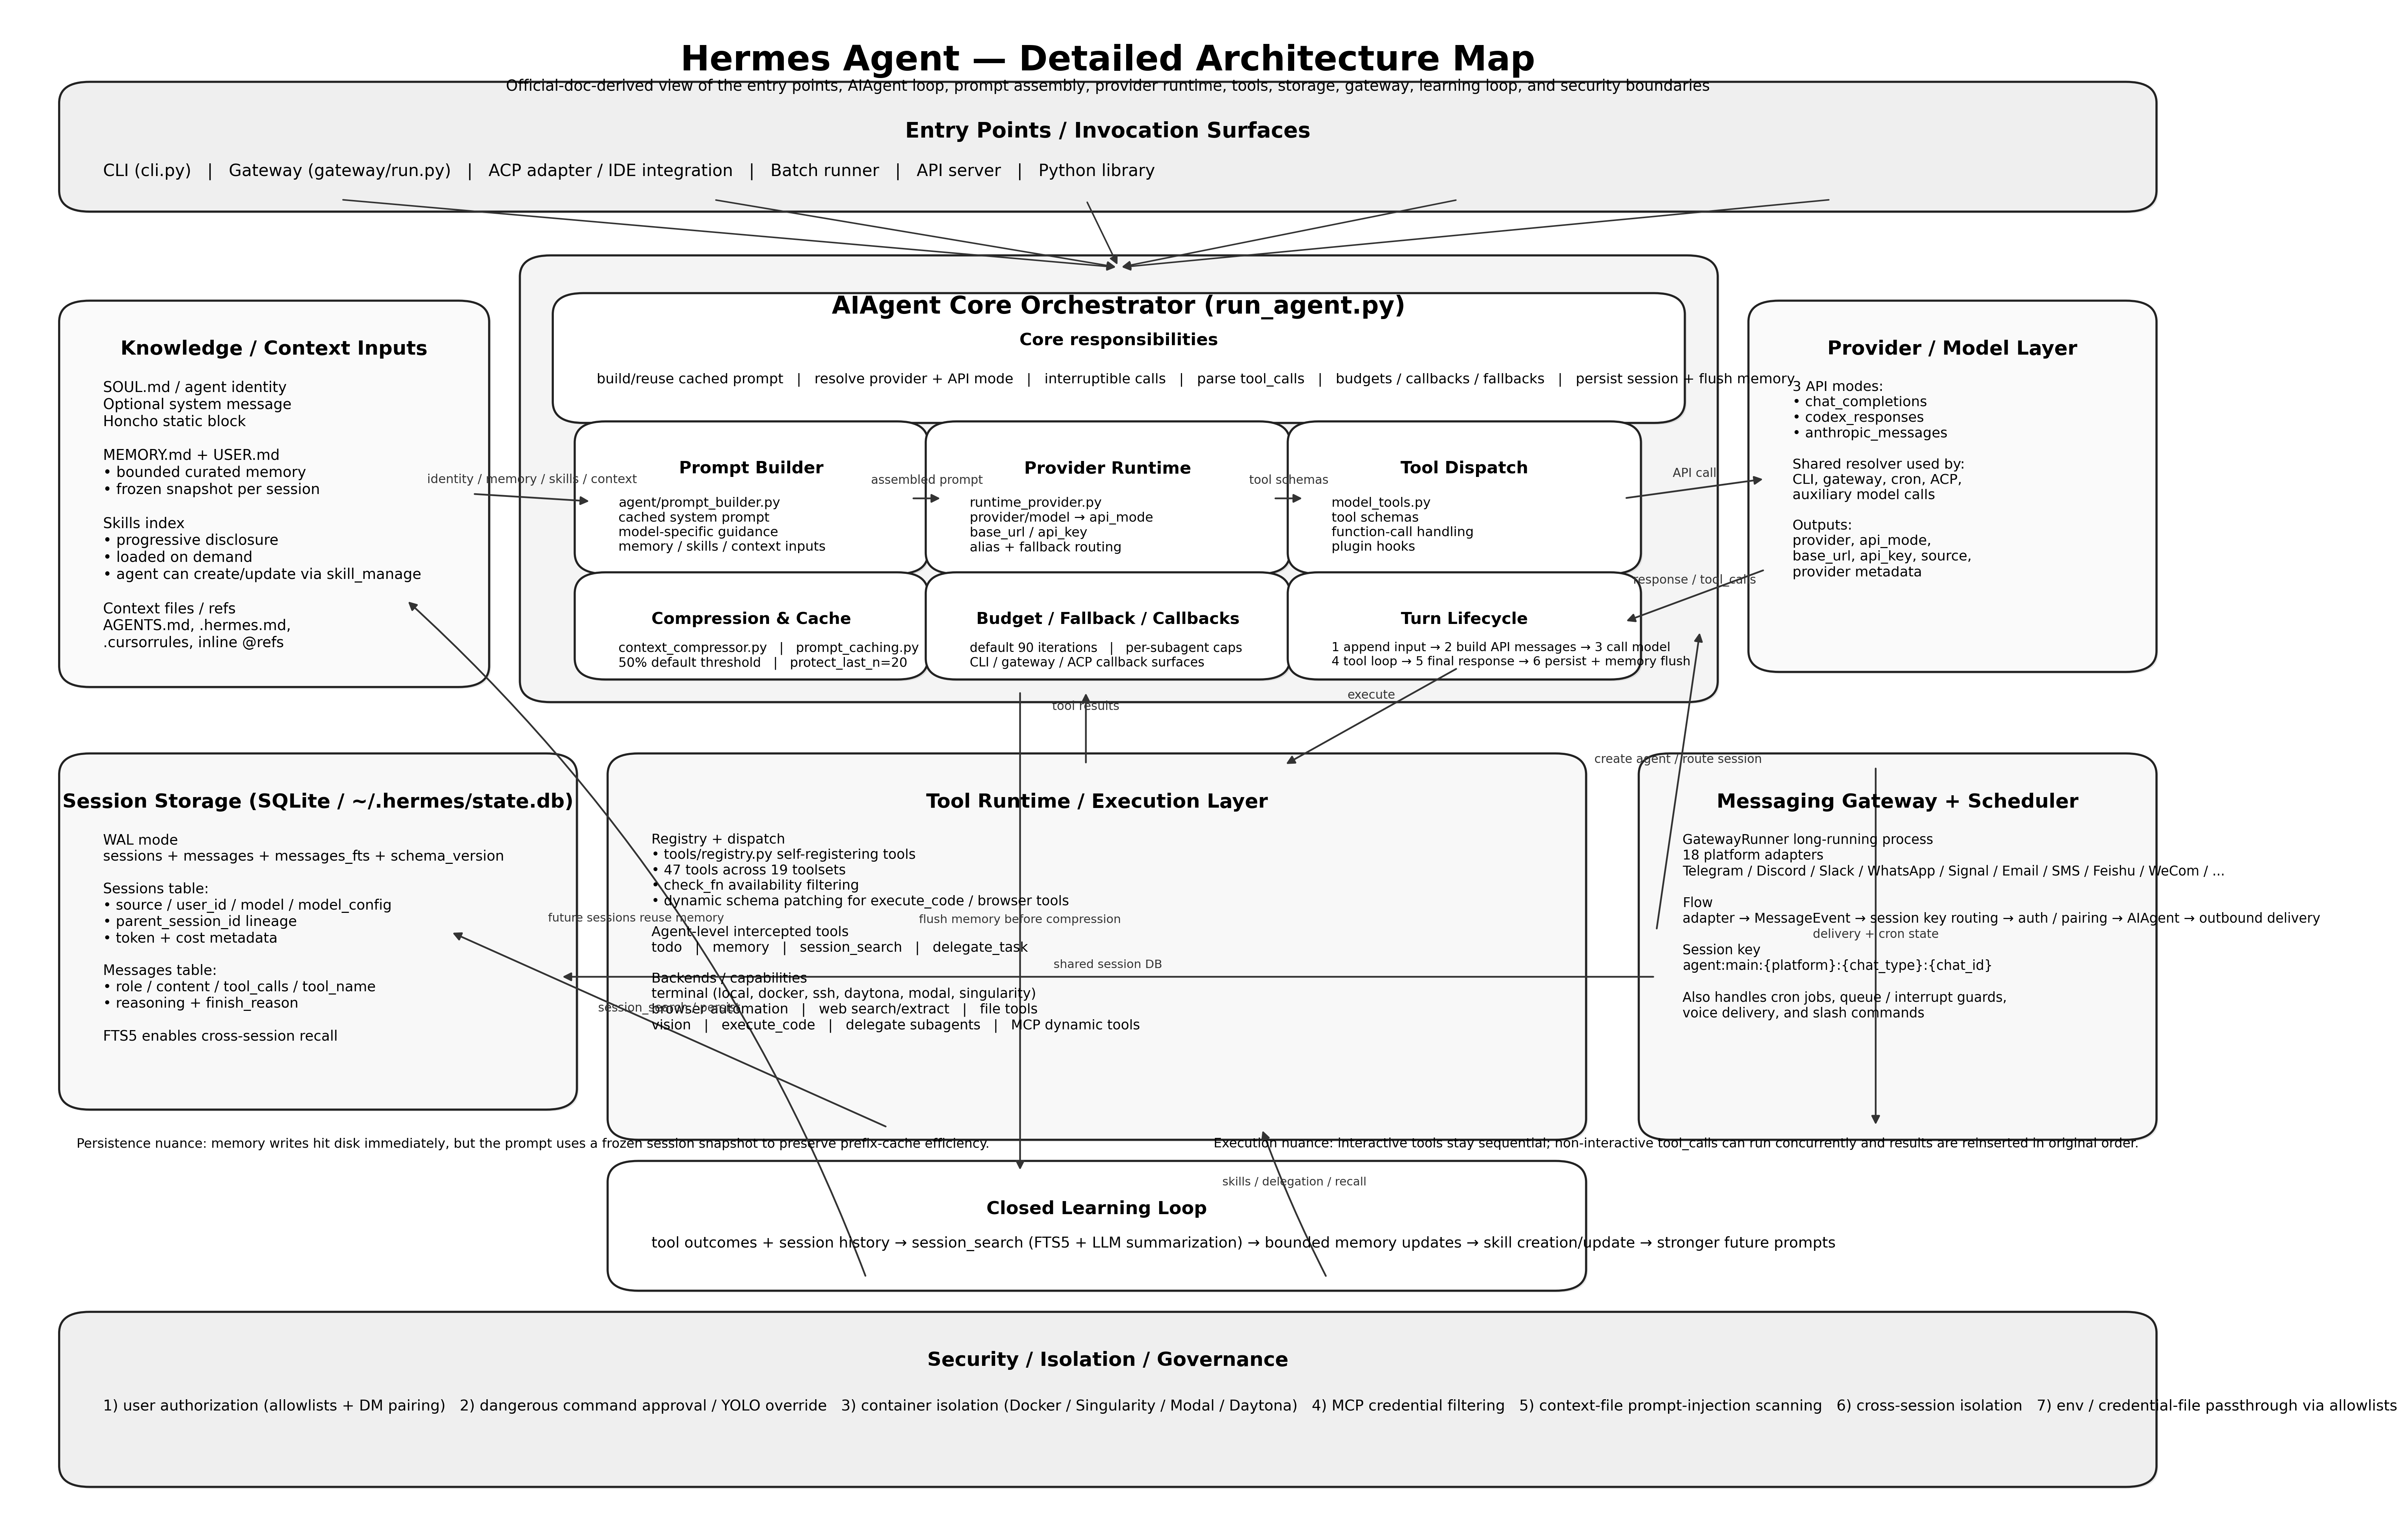 Hermes Agent — Detailed Architecture Map
Official-doc-derived view of the entry points, AIAgent loop, prompt assembly, provider runtime, tools, storage, gateway, learning loop, and security boundaries
Entry Points / Invocation Surfaces
CLI (cli.py) | Gateway (gateway/run.py) | ACP adapter / IDE integration | Batch runner | API server | Python library
Knowledge / Context Inputs
SOUL.md / agent identity
Optional system message
Honcho static block
MEMORY.md + USER.md
• bounded curated memory
• frozen snapshot per session
Skills index
• progressive disclosure
• loaded on demand
• agent can create/update via skill_manage
Context files / refs
AGENTS.md, .hermes.md,
.cursorrules, inline @refs
identity / memory / skills / context
AIAgent Core Orchestrator (run_agent.py)
Core responsibilities
build/reuse cached prompt | resolve provider + API mode | interruptible calls | parse tool_calls | budgets / callbacks / fallbacks | persist session + flush memory
Prompt Builder
agent/prompt_builder.py
cached system prompt
model-specific guidance
memory / skills / context inputs
assembled prompt
Provider Runtime
runtime_provider.py
provider/model → api_mode
base_url / api_key
alias + fallback routing
tool schemas
Tool Dispatch
model_tools.py
tool schemas
function-call handling
plugin hooks
Compression & Cache
context_compressor.py | prompt_caching.py
50% default threshold | protect_last_n=20
Budget / Fallback / Callbacks
default 90 iterations | per-subagent caps
CLI / gateway / ACP callback surfaces
Turn Lifecycle
1 append input → 2 build API messages → 3 call model
4 tool loop → 5 final response → 6 persist + memory flush
API call
response / tool_calls
Provider / Model Layer
3 API modes:
• chat_completions
• codex_responses
• anthropic_messages
Shared resolver used by:
CLI, gateway, cron, ACP,
auxiliary model calls
Outputs:
provider, api_mode,
base_url, api_key, source,
provider metadata
tool results
execute
create agent / route session
Session Storage (SQLite / ~/.hermes/state.db)
WAL mode
sessions + messages + messages_fts + schema_version
Sessions table:
• source / user_id / model / model_config
• parent_session_id lineage
• token + cost metadata
Messages table:
• role / content / tool_calls / tool_name
• reasoning + finish_reason
FTS5 enables cross-session recall
future sessions reuse memory
session_search / persist
Tool Runtime / Execution Layer
Registry + dispatch
• tools/registry.py self-registering tools
• 47 tools across 19 toolsets
• check_fn availability filtering
• dynamic schema patching for execute_code / browser tools
flush memory before compression
Agent-level intercepted tools
todo | memory | session_search | delegate_task
shared session DB
Backends / capabilities
terminal (local, docker, ssh, daytona, modal, singularity)
browser automation | web search/extract | file tools
vision | execute_code | delegate subagents | MCP dynamic tools
Messaging Gateway + Scheduler
GatewayRunner long-running process
18 platform adapters
Telegram / Discord / Slack / WhatsApp / Signal / Email / SMS / Feishu / WeCom / ...
Flow
adapter → MessageEvent → session key routing → auth / pairing → AIAgent → outbound delivery
delivery + cron state
Session key
agent:main:{platform}:{chat_type}:{chat_id}
Also handles cron jobs, queue / interrupt guards,
voice delivery, and slash commands
Persistence nuance: memory writes hit disk immediately, but the prompt uses a frozen session snapshot to preserve prefix-cache efficiency.
Execution nuance: interactive tools stay sequential; non-interactive tool_calls can run concurrently and results are reinserted in original order.
skills / delegation / recall
Closed Learning Loop
tool outcomes + session history → session_search (FTS5 + LLM summarization) → bounded memory updates → skill creation/update → stronger future prompts
Security / Isolation / Governance
1) user authorization (allowlists + DM pairing) 2) dangerous command approval / YOLO override 3) container isolation (Docker / Singularity / Modal / Daytona) 4) MCP credential filtering 5) context-file prompt-injection scanning 6) cross-session isolation 7) env / credential-file passthrough via allowlists